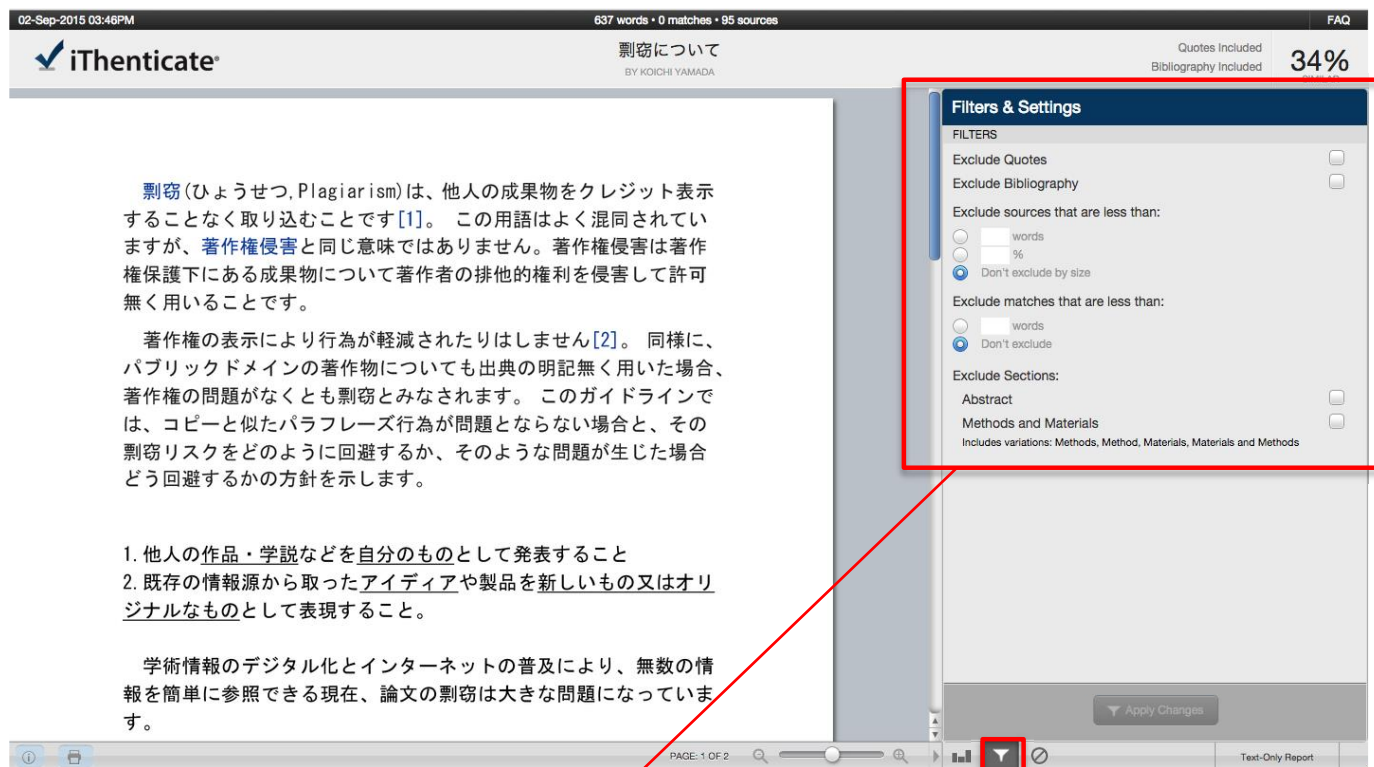 02-Sep-2015 03:46PM
637 words • 0 matches • 95 sources
FAQ
iThenticate®
剽窃について
BY KOICHI YAMADA
Quotes Included
Bibliography Included
34%
SIMILAR
剽窃(ひょうせつ,Plagiarism)は、他人の成果物をクレジット表示
することなく取り込むことです[1]。 この用語はよく混同されてい
ますが、著作権侵害と同じ意味ではありません。著作権侵害は著作
権保護下にある成果物について著作者の排他的権利を侵害して許可
無く用いることです。
著作権の表示により行為が軽減されたりはしません[2]。 同様に、
パブリックドメインの著作物についても出典の明記無く用いた場合、
著作権の問題がなくとも剽窃とみなされます。 このガイドラインで
は、コピーと似たパラフレーズ行為が問題とならない場合と、その
剽窃リスクをどのように回避するか、そのような問題が生じた場合
どう回避するかの方針を示します。
1. 他人の作品・学説などを自分のものとして発表すること
2. 既存の情報源から取ったアイディアや製品を新しいもの又はオリ
ジナルなものとして表現すること。
学術情報のデジタル化とインターネットの普及により、無数の情
報を簡単に参照できる現在、論文の剽窃は大きな問題になっていま
す。
Filters & Settings
FILTERS
Exclude Quotes
Exclude Bibliography
Exclude sources that are less than:
words
%
Don't exclude by size
Exclude matches that are less than:
words
Don't exclude
Exclude Sections:
Abstract
Methods and Materials
Includes variations: Methods, Method, Materials, Materials and Methods
Apply Changes
PAGE: 1 OF 2
Text-Only Report